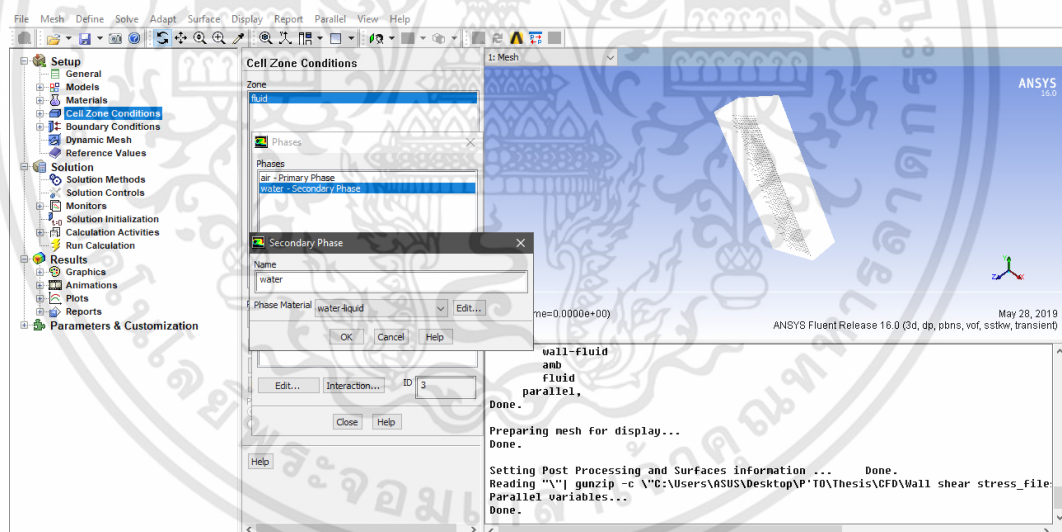 File Mesh Define Solve Adapt Surface Display Report Parallel View Help
Setup
General
Models
Materials
Cell Zone Conditions
Boundary Conditions
Dynamic Mesh
Reference Values
Solution
Solution Methods
Solution Controls
Monitors
Solution Initialization
Calculation Activities
Run Calculation
Results
Graphics
Animations
Plots
Reports
Parameters & Customization
Cell Zone Conditions
Zone
fluid
Phases
Phases
air - Primary Phase
water - Secondary Phase
Secondary Phase
Name
water
Phase Material water-liquid Edit...
OK Cancel Help
Edit... Interaction... ID 3
Close Help
Help
1: Mesh
ANSYS
16.0
me=0.0000e+00)
May 28, 2019
ANSYS Fluent Release 16.0 (3d, dp, pbns, vof, sstkw, transient)
wall-fluid
amb
fluid
parallel,
Done.
Preparing mesh for display...
Done.
Setting Post Processing and Surfaces information ... Done.
Reading "\"| gunzip -c \"C:\Users\ASUS\Desktop\P'TO\Thesis\CFD\Wall shear stress_file
Parallel variables...
Done.